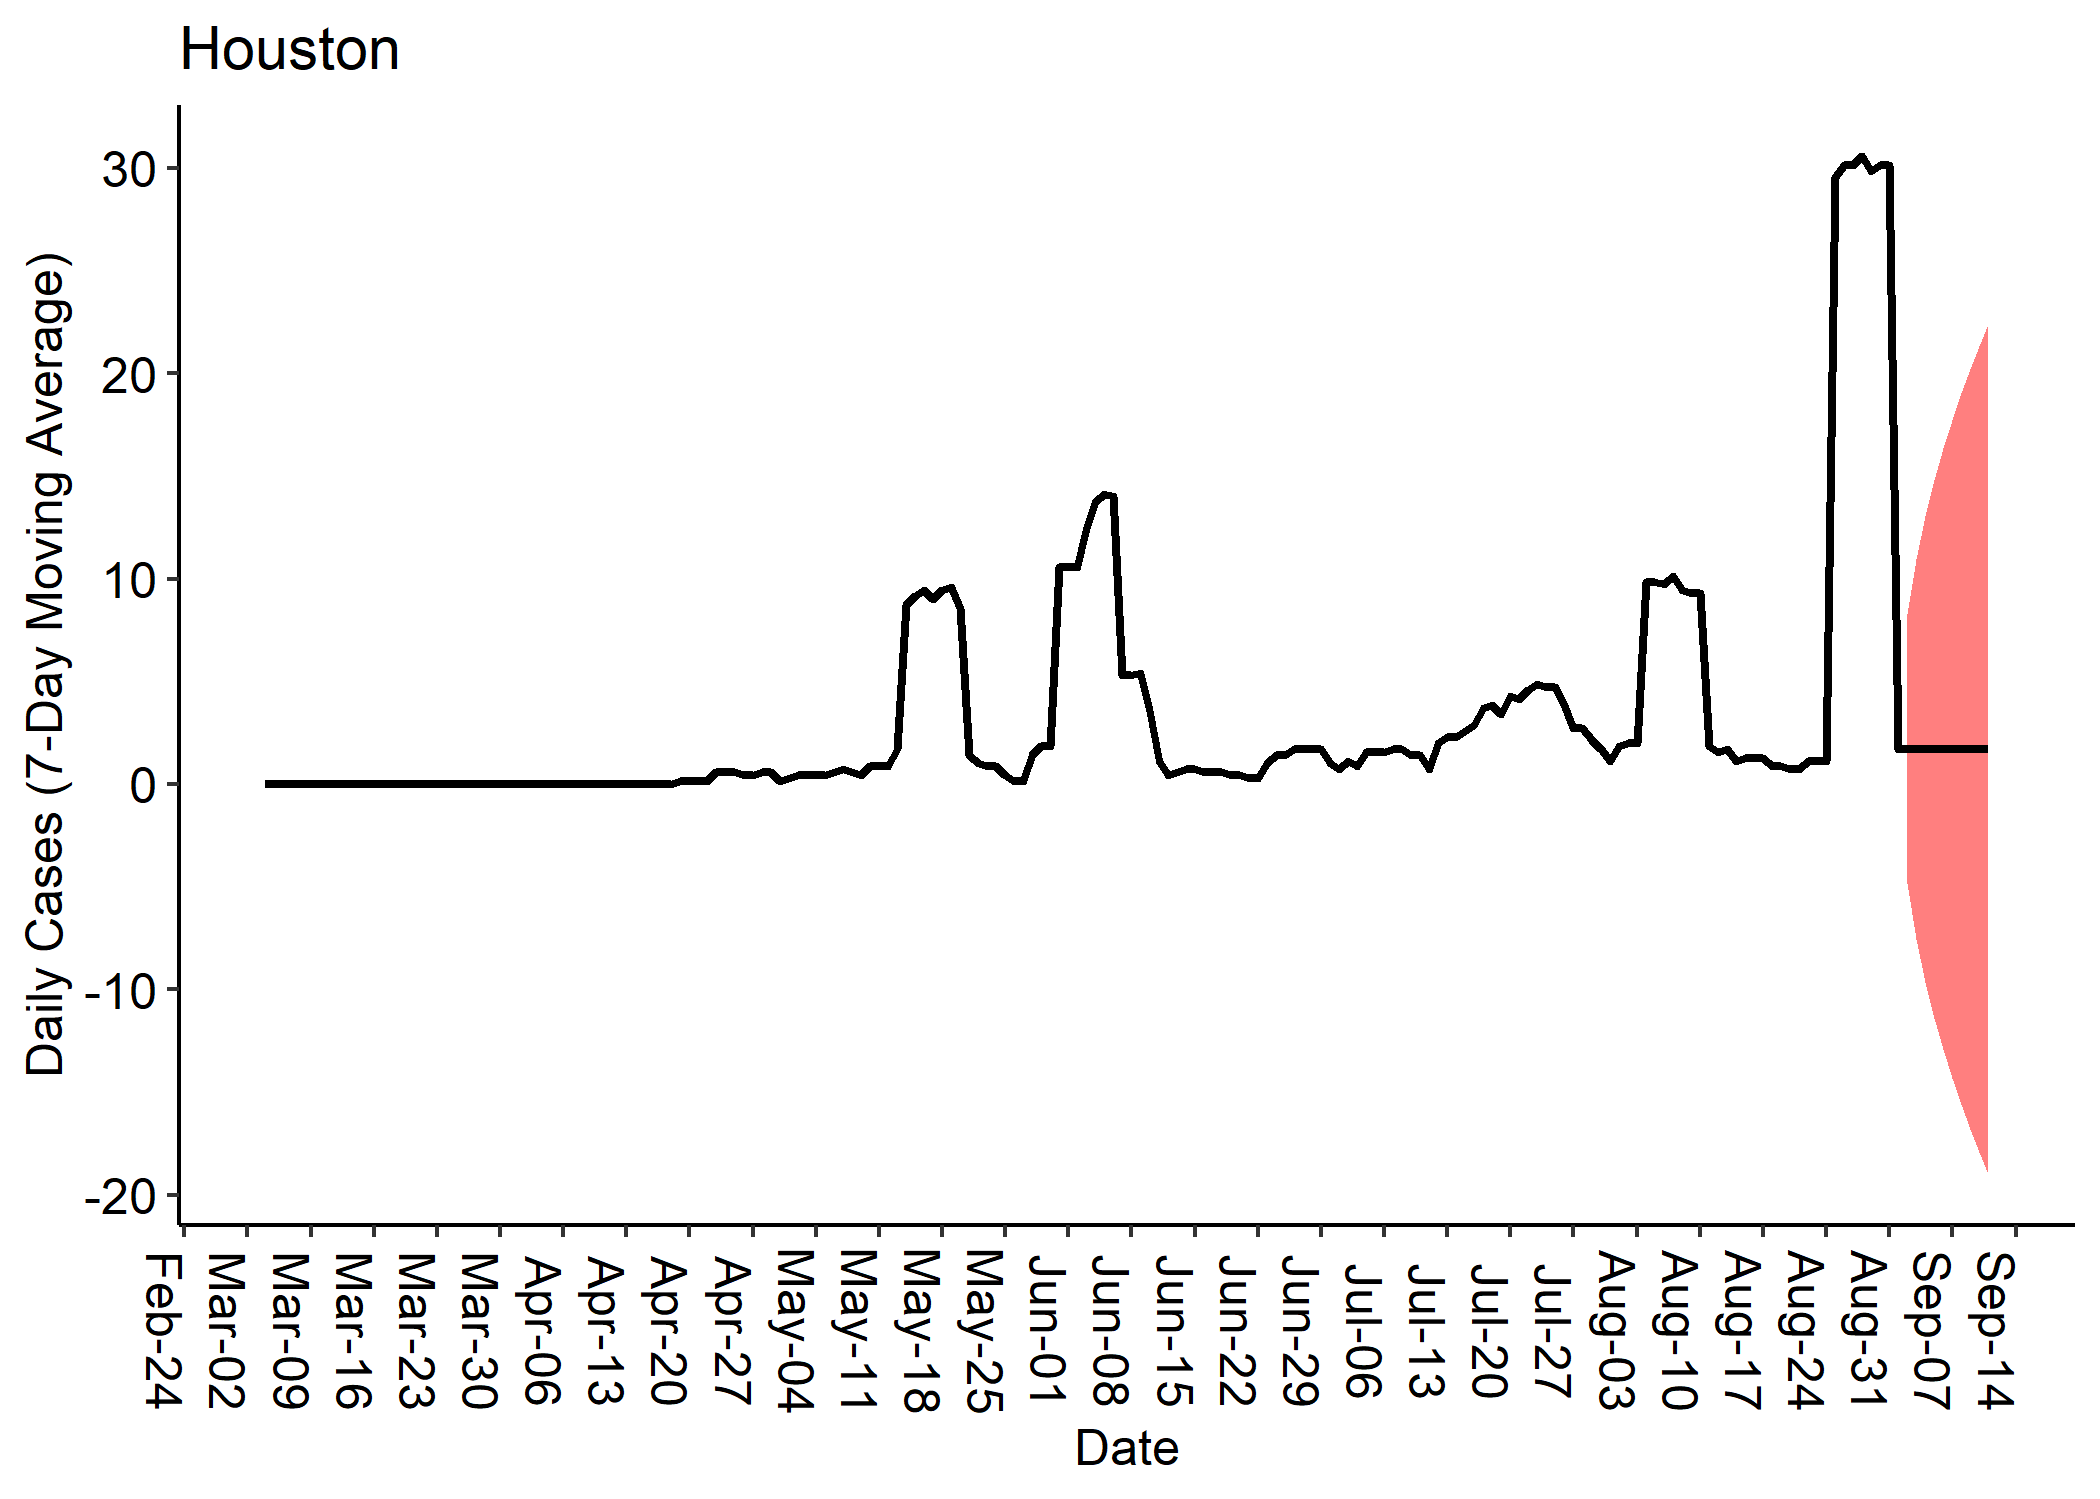 Houston
Daily Cases (7-Day Moving Average)
30
20
10
0
-10
-20
Feb-24
Mar-02
Mar-09
Mar-16
Mar-23
Mar-30
Apr-06
Apr-13
Apr-20
Apr-27
May-04
May-11
May-18
May-25
Jun-01
Jun-08
Jun-15
Jun-22
Jun-29
Jul-06
Jul-13
Jul-20
Jul-27
Aug-03
Aug-10
Aug-17
Aug-24
Aug-31
Sep-07
Sep-14
Date